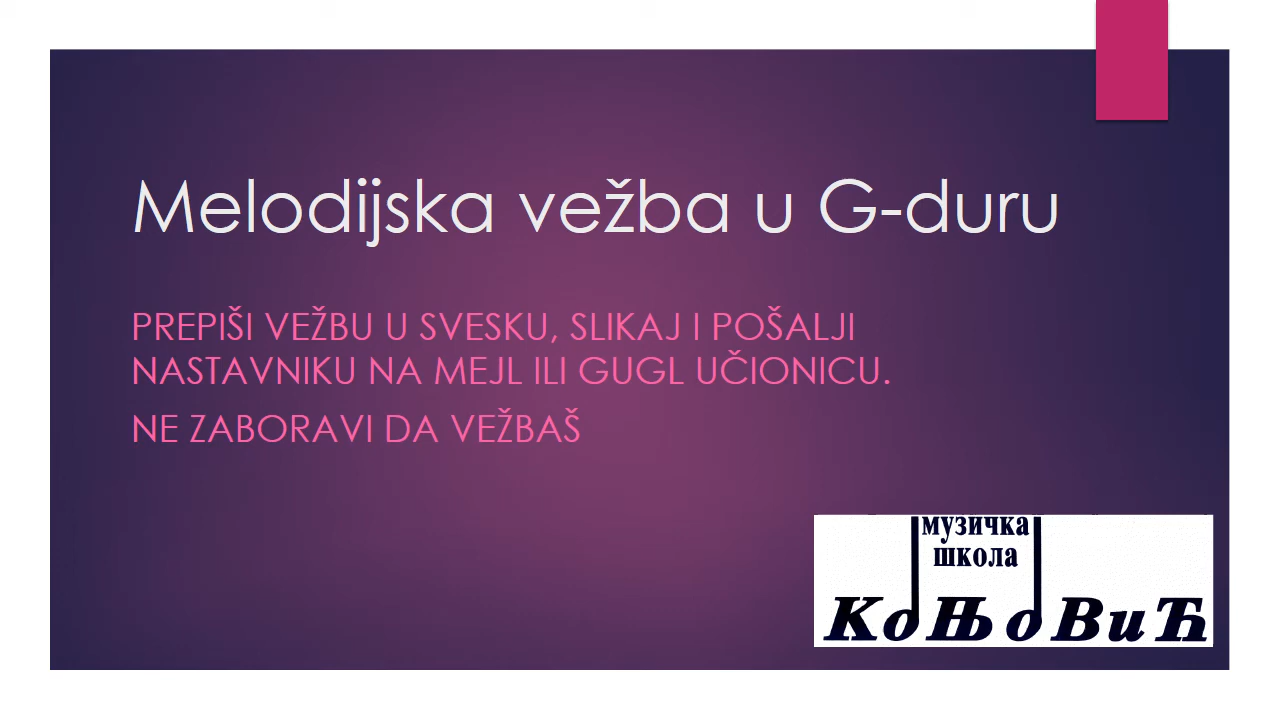 Melodijska vežba u G-duru
PREPIŠI VEŽBU U SVESKU, SLIKAJ I POŠALJI
NASTAVNIKU NA MEJL ILI GUGL UČIONICU.
NE ZABORAVI DA VEŽBAŠ
музичка
школа
КоЊоВиЋ